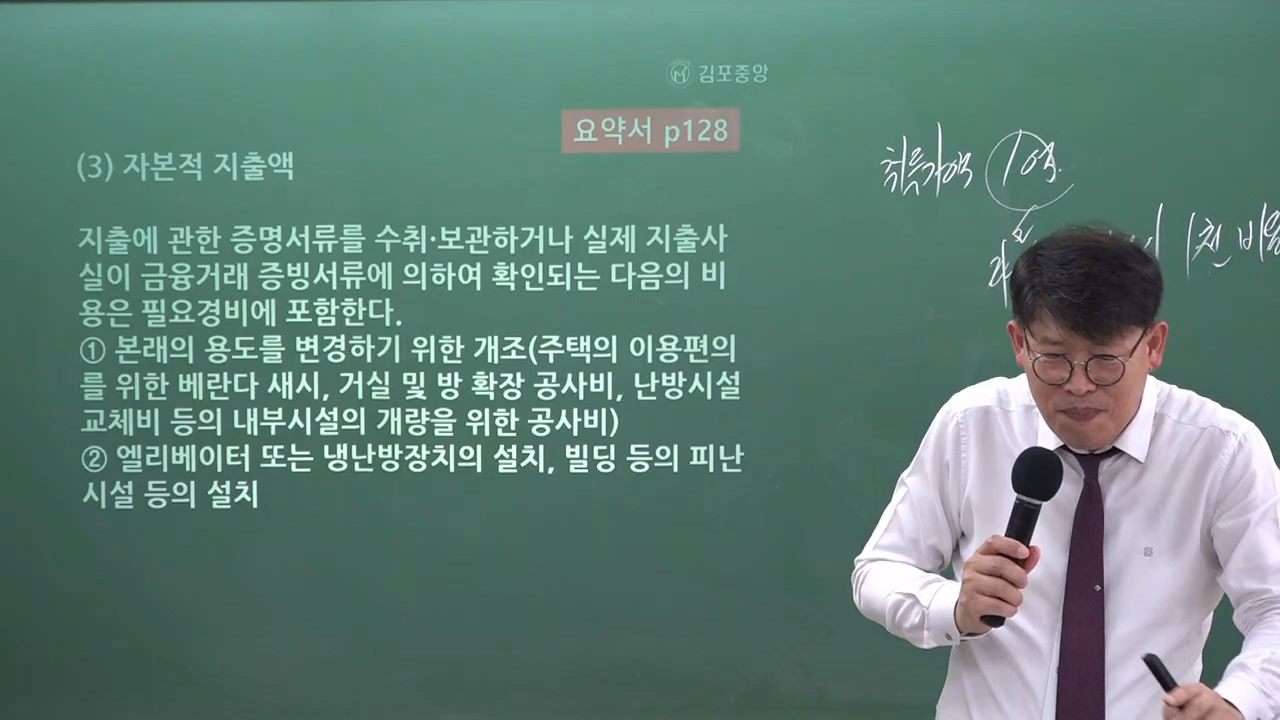 김포중앙
요약서 p128
(3) 자본적 지출액
지출에 관한 증명서류를 수취·보관하거나 실제 지출사
실이 금융거래 증빙서류에 의하여 확인되는 다음의 비
용은 필요경비에 포함한다.
① 본래의 용도를 변경하기 위한 개조(주택의 이용편의
를 위한 베란다 새시, 거실 및 방 확장 공사비, 난방시설
교체비 등의 내부시설의 개량을 위한 공사비)
② 엘리베이터 또는 냉난방장치의 설치, 빌딩 등의 피난
시설 등의 설치
취득가액 1억
1천 비용